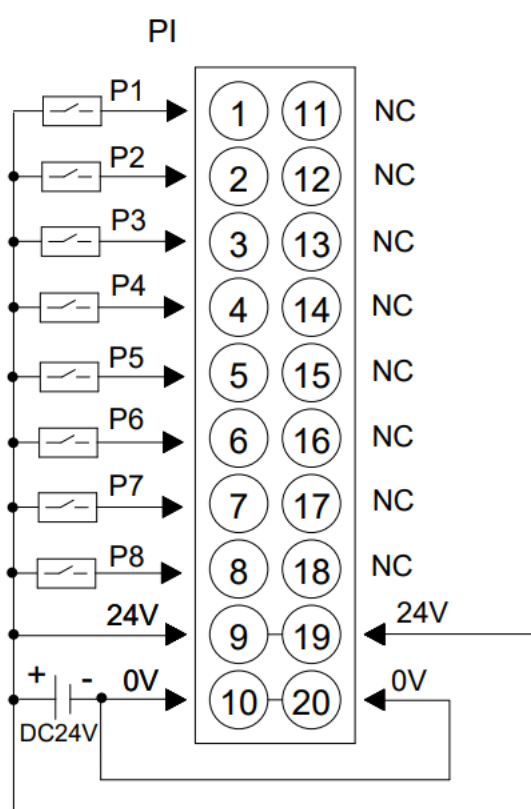 PI
P1 1 11 NC
P2 2 12 NC
P3 3 13 NC
P4 4 14 NC
P5 5 15 NC
P6 6 16 NC
P7 7 17 NC
P8 8 18 NC
24V 9 19 24V
+ - 0V 10 20 0V
DC24V